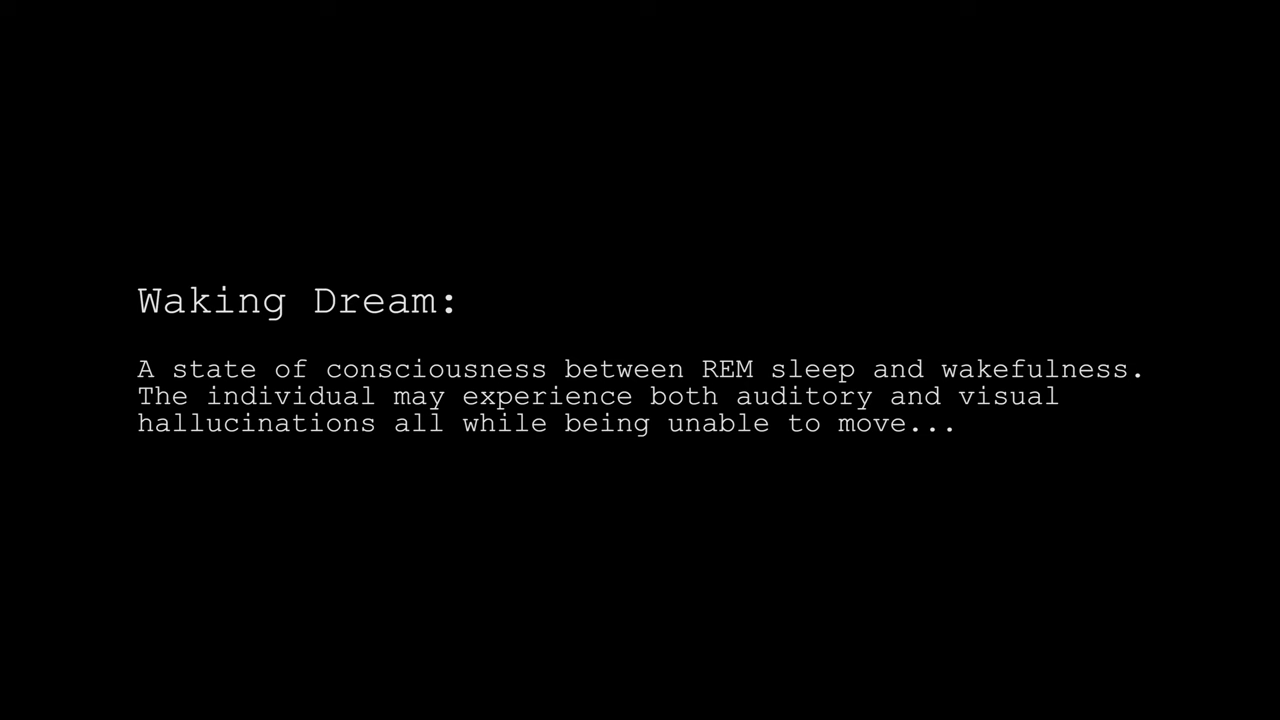 Waking Dream:
A state of consciousness between REM sleep and wakefulness.
The individual may experience both auditory and visual
hallucinations all while being unable to move...